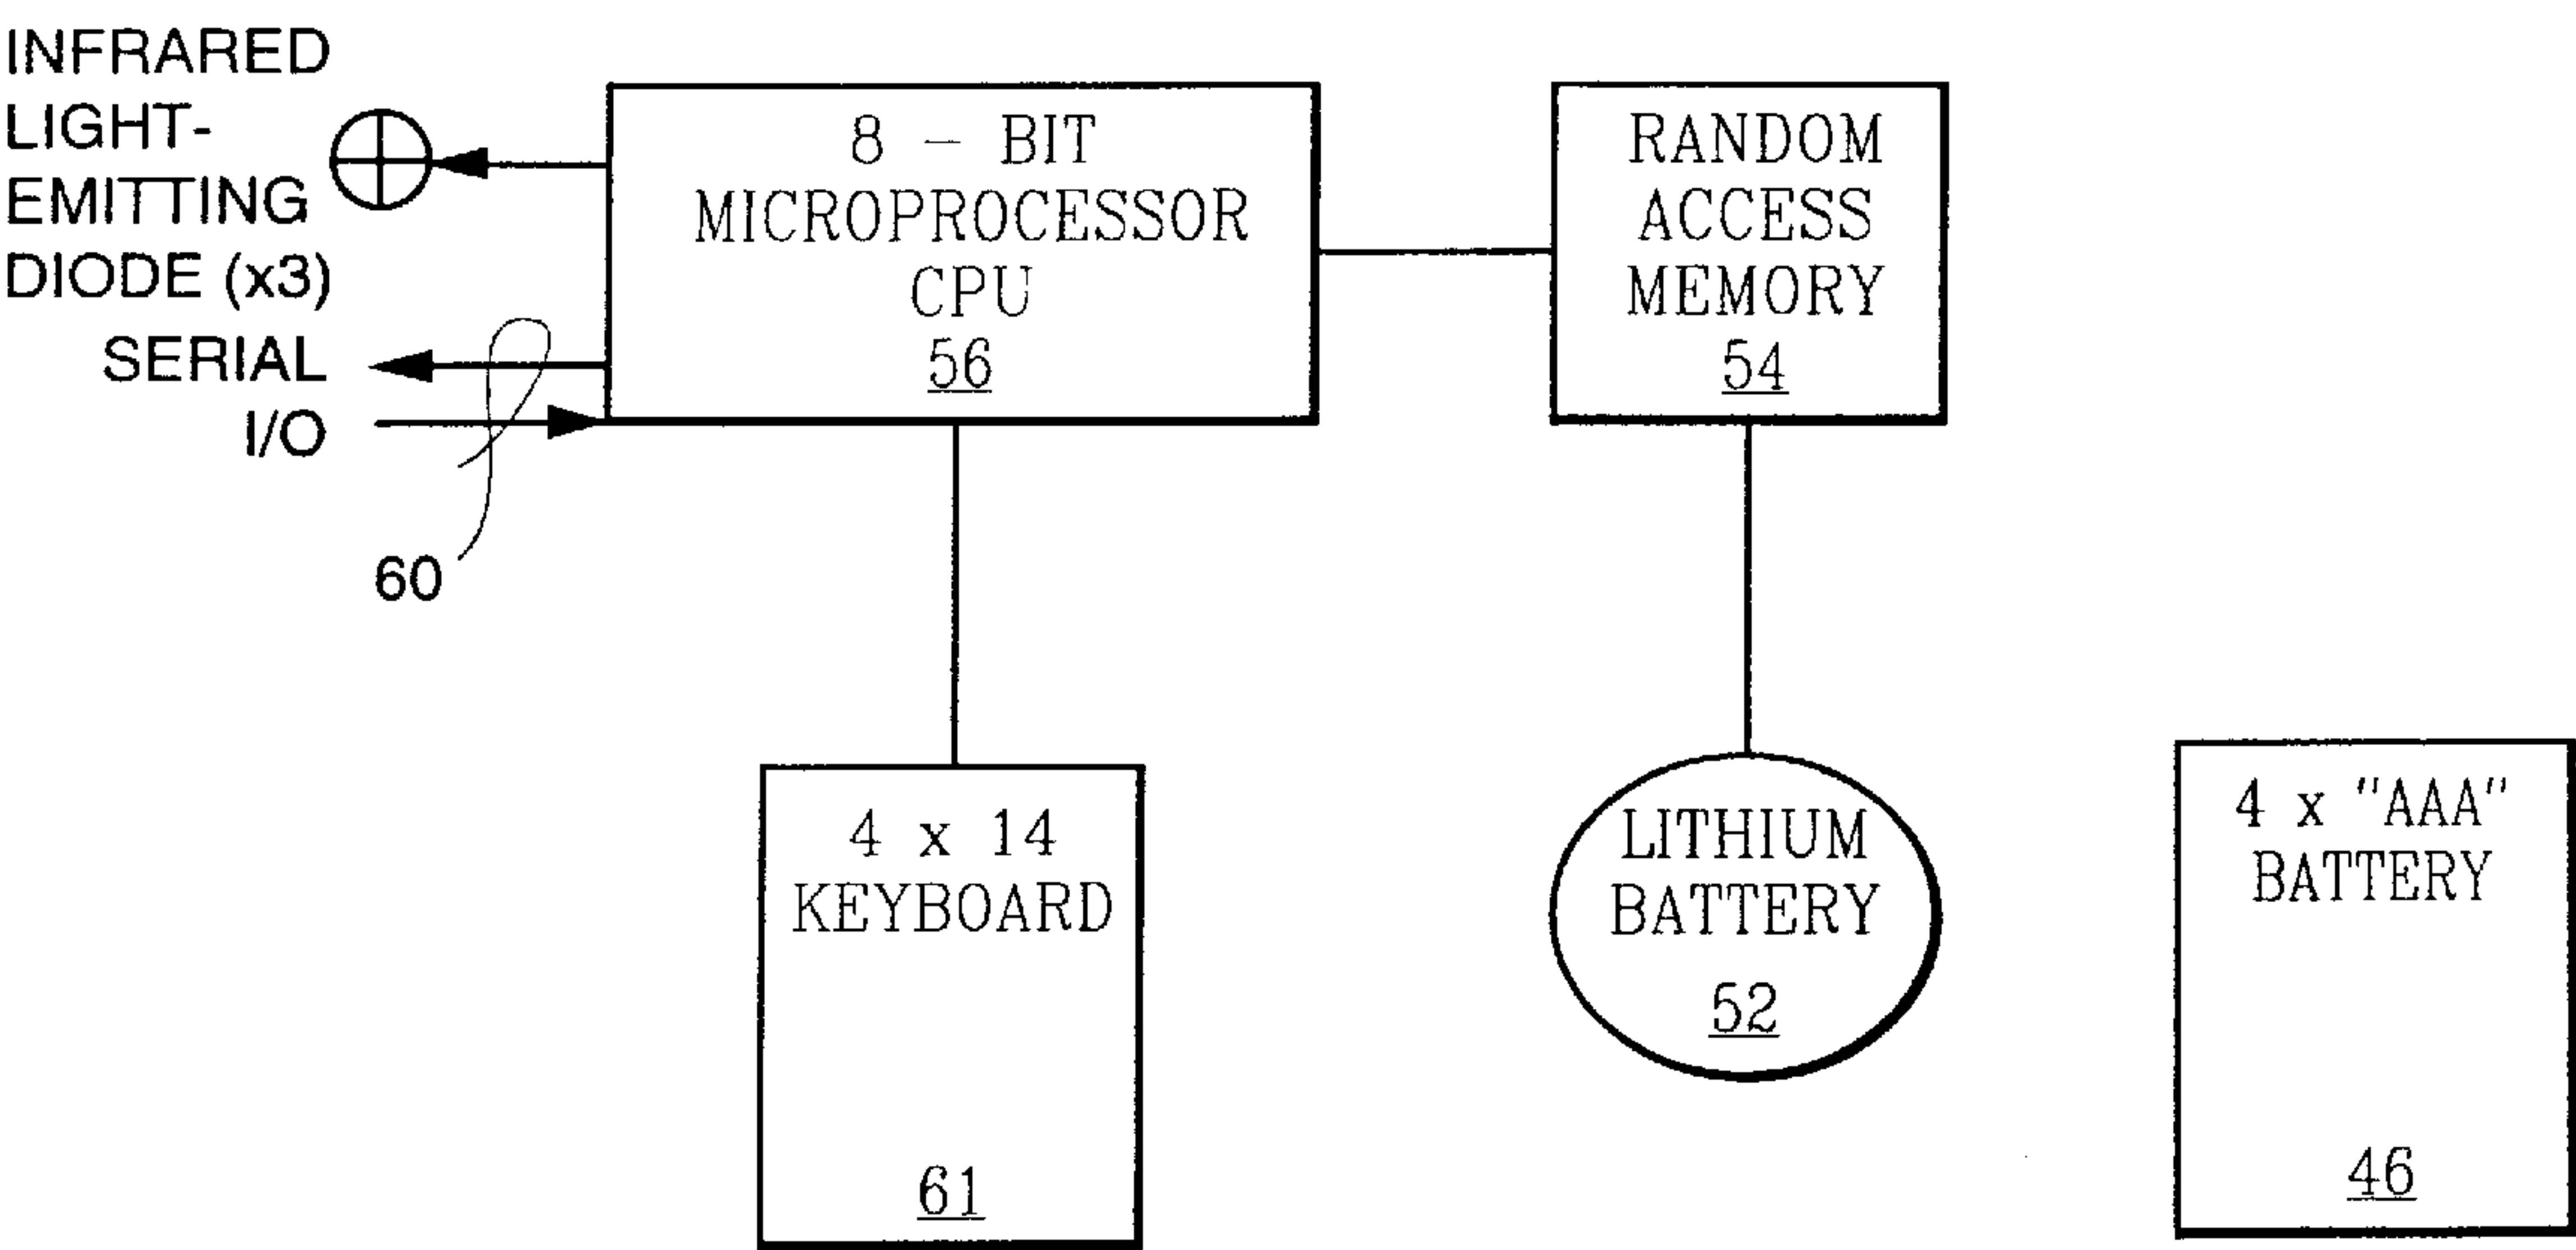 INFRARED
LIGHT-
EMITTING
DIODE (x3)
SERIAL
I/O
60
8 - BIT
MICROPROCESSOR
CPU
56
RANDOM
ACCESS
MEMORY
54
4 x 14
KEYBOARD
61
LITHIUM
BATTERY
52
4 x "AAA"
BATTERY
46